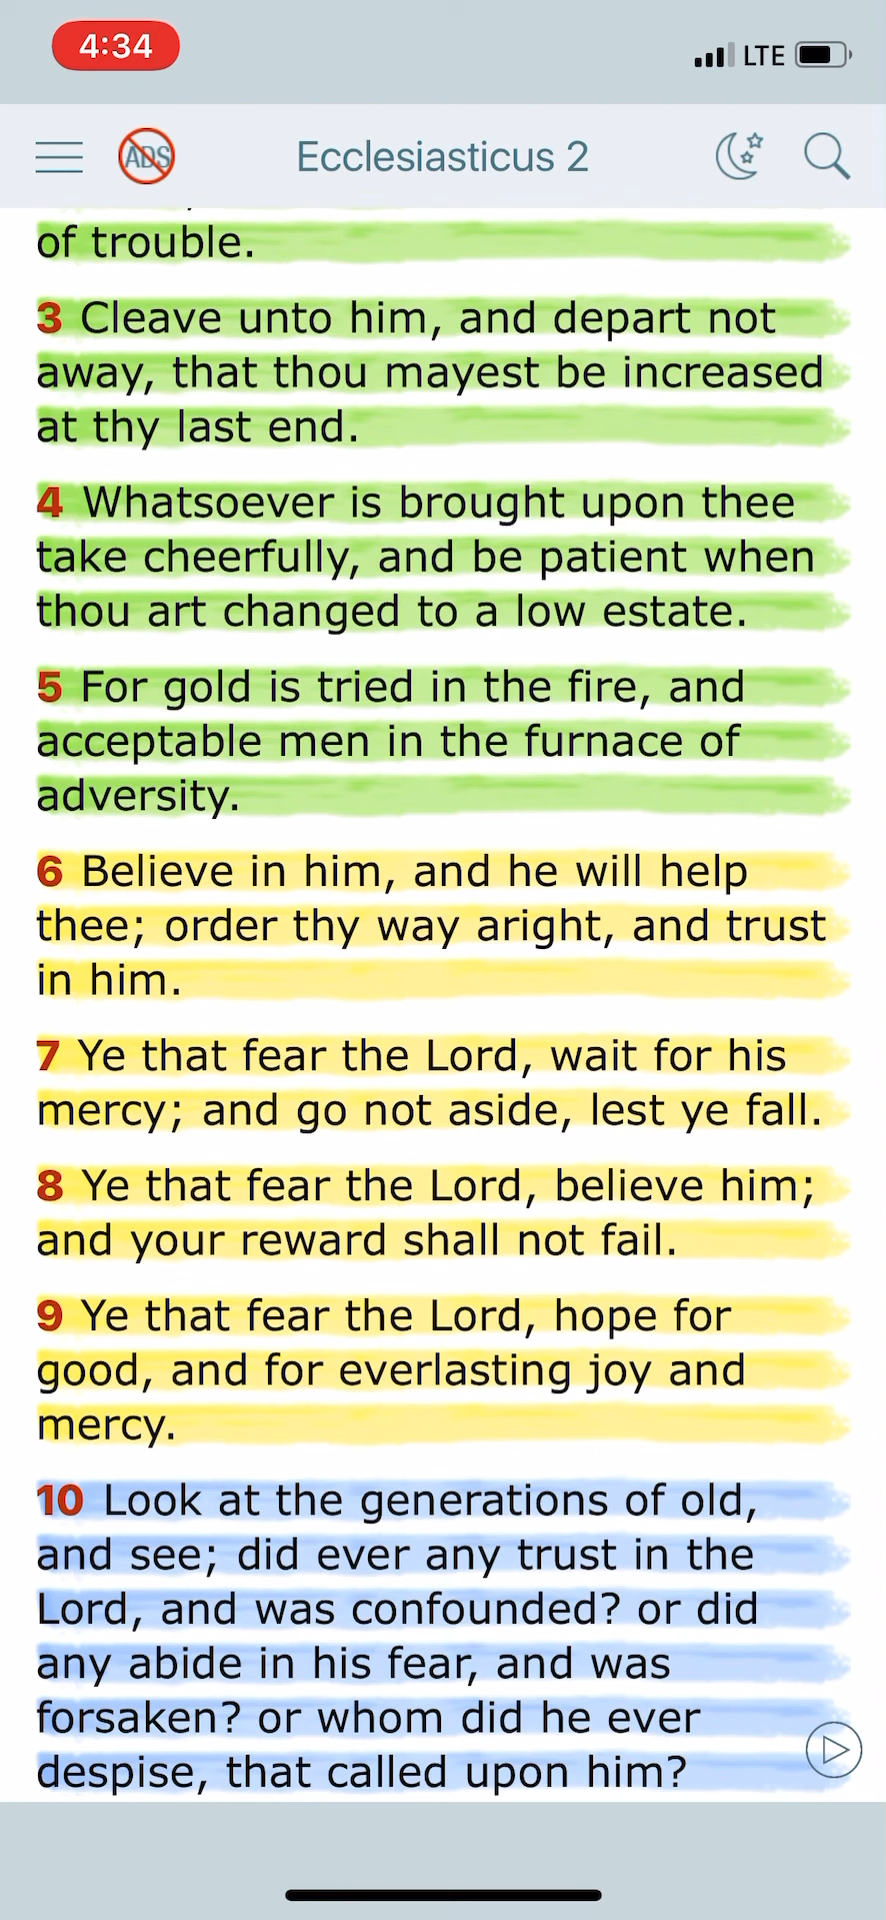 4:34
LTE
ADS
Ecclesiasticus 2
of trouble.
3 Cleave unto him, and depart not
away, that thou mayest be increased
at thy last end.
4 Whatsoever is brought upon thee
take cheerfully, and be patient when
thou art changed to a low estate.
5 For gold is tried in the fire, and
acceptable men in the furnace of
adversity.
6 Believe in him, and he will help
thee; order thy way aright, and trust
in him.
7 Ye that fear the Lord, wait for his
mercy; and go not aside, lest ye fall.
8 Ye that fear the Lord, believe him;
and your reward shall not fail.
9 Ye that fear the Lord, hope for
good, and for everlasting joy and
mercy.
10 Look at the generations of old,
and see; did ever any trust in the
Lord, and was confounded? or did
any abide in his fear, and was
forsaken? or whom did he ever
despise, that called upon him?